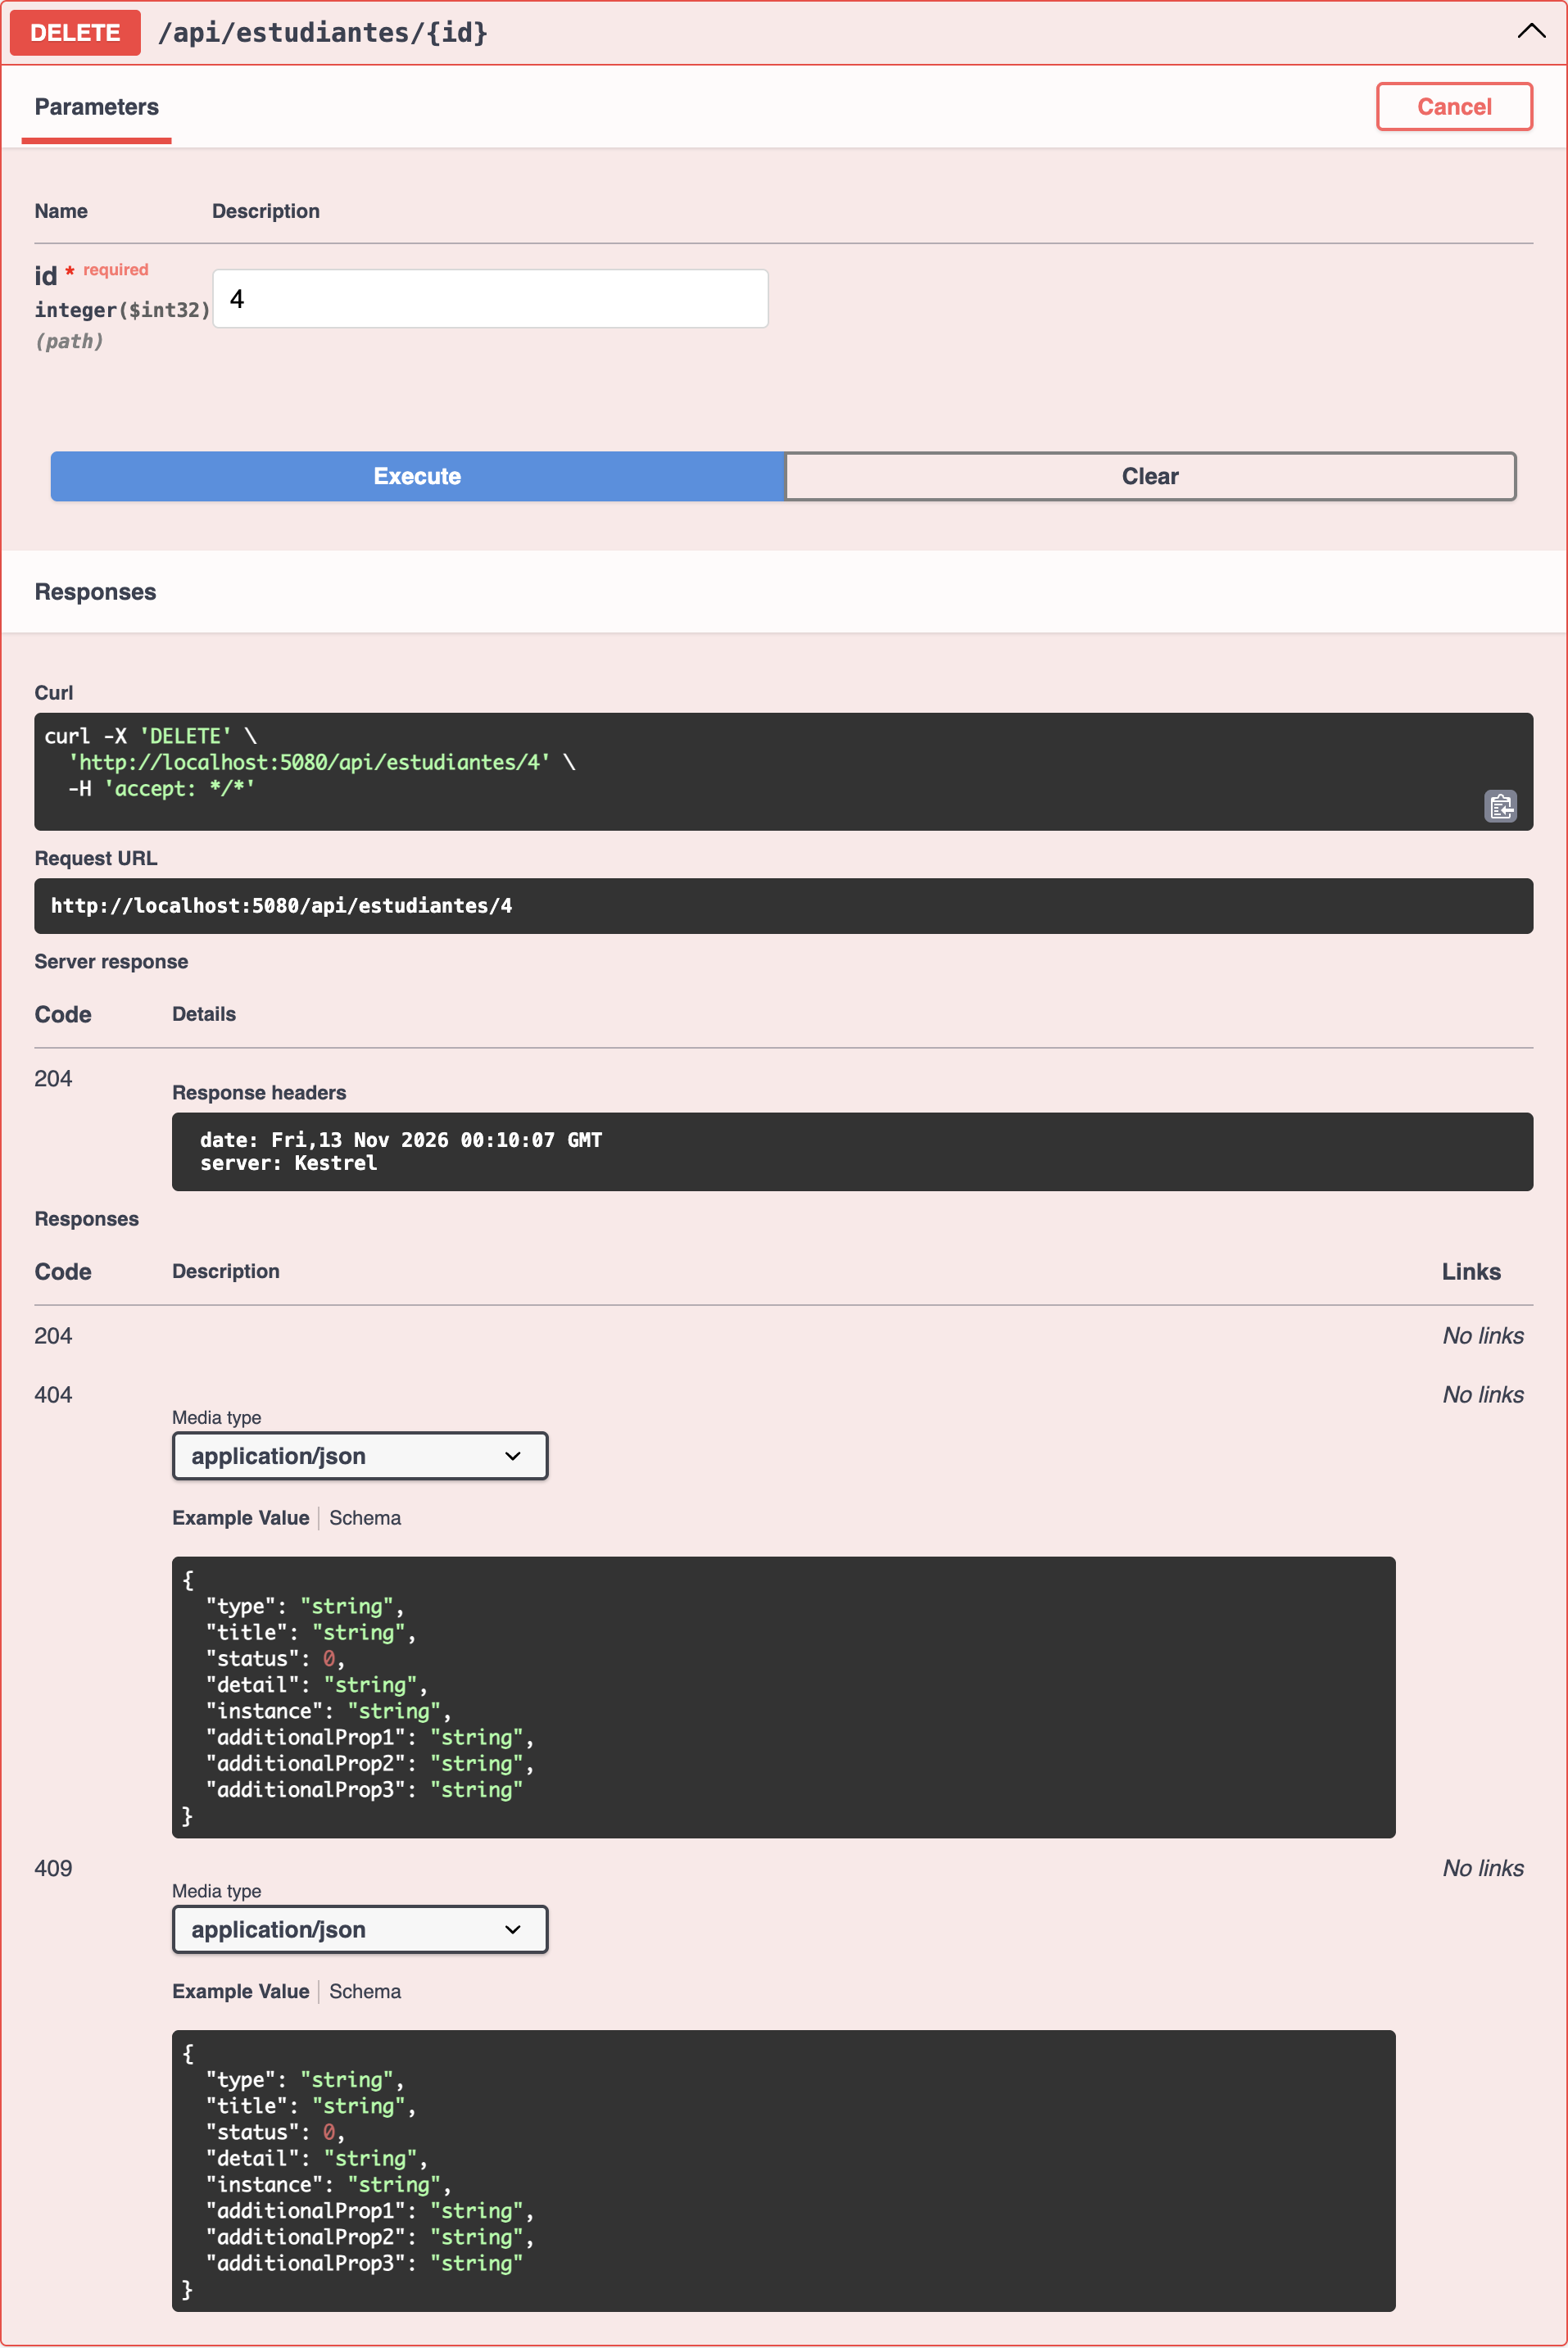 DELETE /api/estudiantes/{id}
Parameters
Cancel
Name Description
id * required
integer($int32)
(path)
4
Execute Clear
Responses
Curl
curl -X 'DELETE' \
  'http://localhost:5080/api/estudiantes/4' \
  -H 'accept: */*'
Request URL
http://localhost:5080/api/estudiantes/4
Server response
Code Details
204
Response headers
date: Fri,13 Nov 2026 00:10:07 GMT
server: Kestrel
Responses
Code Description Links
204 No links
404 No links
Media type
application/json
Example Value Schema
{
  "type": "string",
  "title": "string",
  "status": 0,
  "detail": "string",
  "instance": "string",
  "additionalProp1": "string",
  "additionalProp2": "string",
  "additionalProp3": "string"
}
409 No links
Media type
application/json
Example Value Schema
{
  "type": "string",
  "title": "string",
  "status": 0,
  "detail": "string",
  "instance": "string",
  "additionalProp1": "string",
  "additionalProp2": "string",
  "additionalProp3": "string"
}